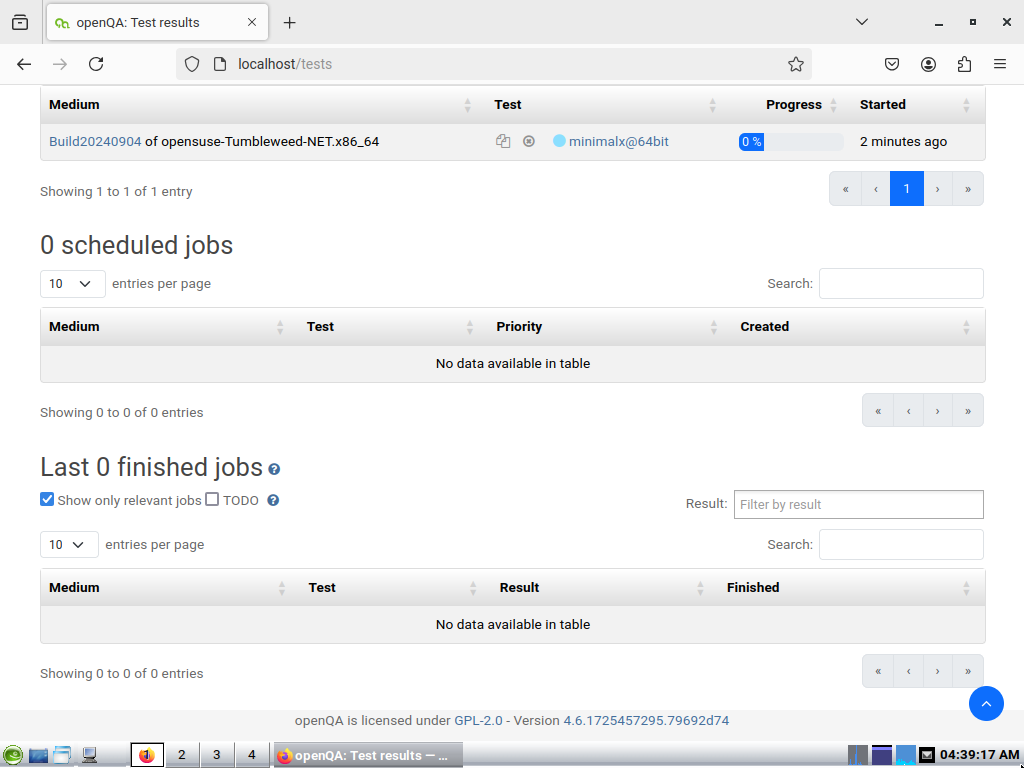 openQA: Test results
localhost/tests
Medium Test Progress Started
Build20240904 of opensuse-Tumbleweed-NET.x86_64 minimalx@64bit 0 % 2 minutes ago
Showing 1 to 1 of 1 entry « ‹ 1 › »
0 scheduled jobs
10 entries per page Search:
Medium Test Priority Created
No data available in table
Showing 0 to 0 of 0 entries « ‹ › »
Last 0 finished jobs ?
Show only relevant jobs TODO ? Result: Filter by result
10 entries per page Search:
Medium Test Result Finished
No data available in table
Showing 0 to 0 of 0 entries « ‹ › »
openQA is licensed under GPL-2.0 - Version 4.6.1725457295.79692d74
1 2 3 4 openQA: Test results — ... 04:39:17 AM